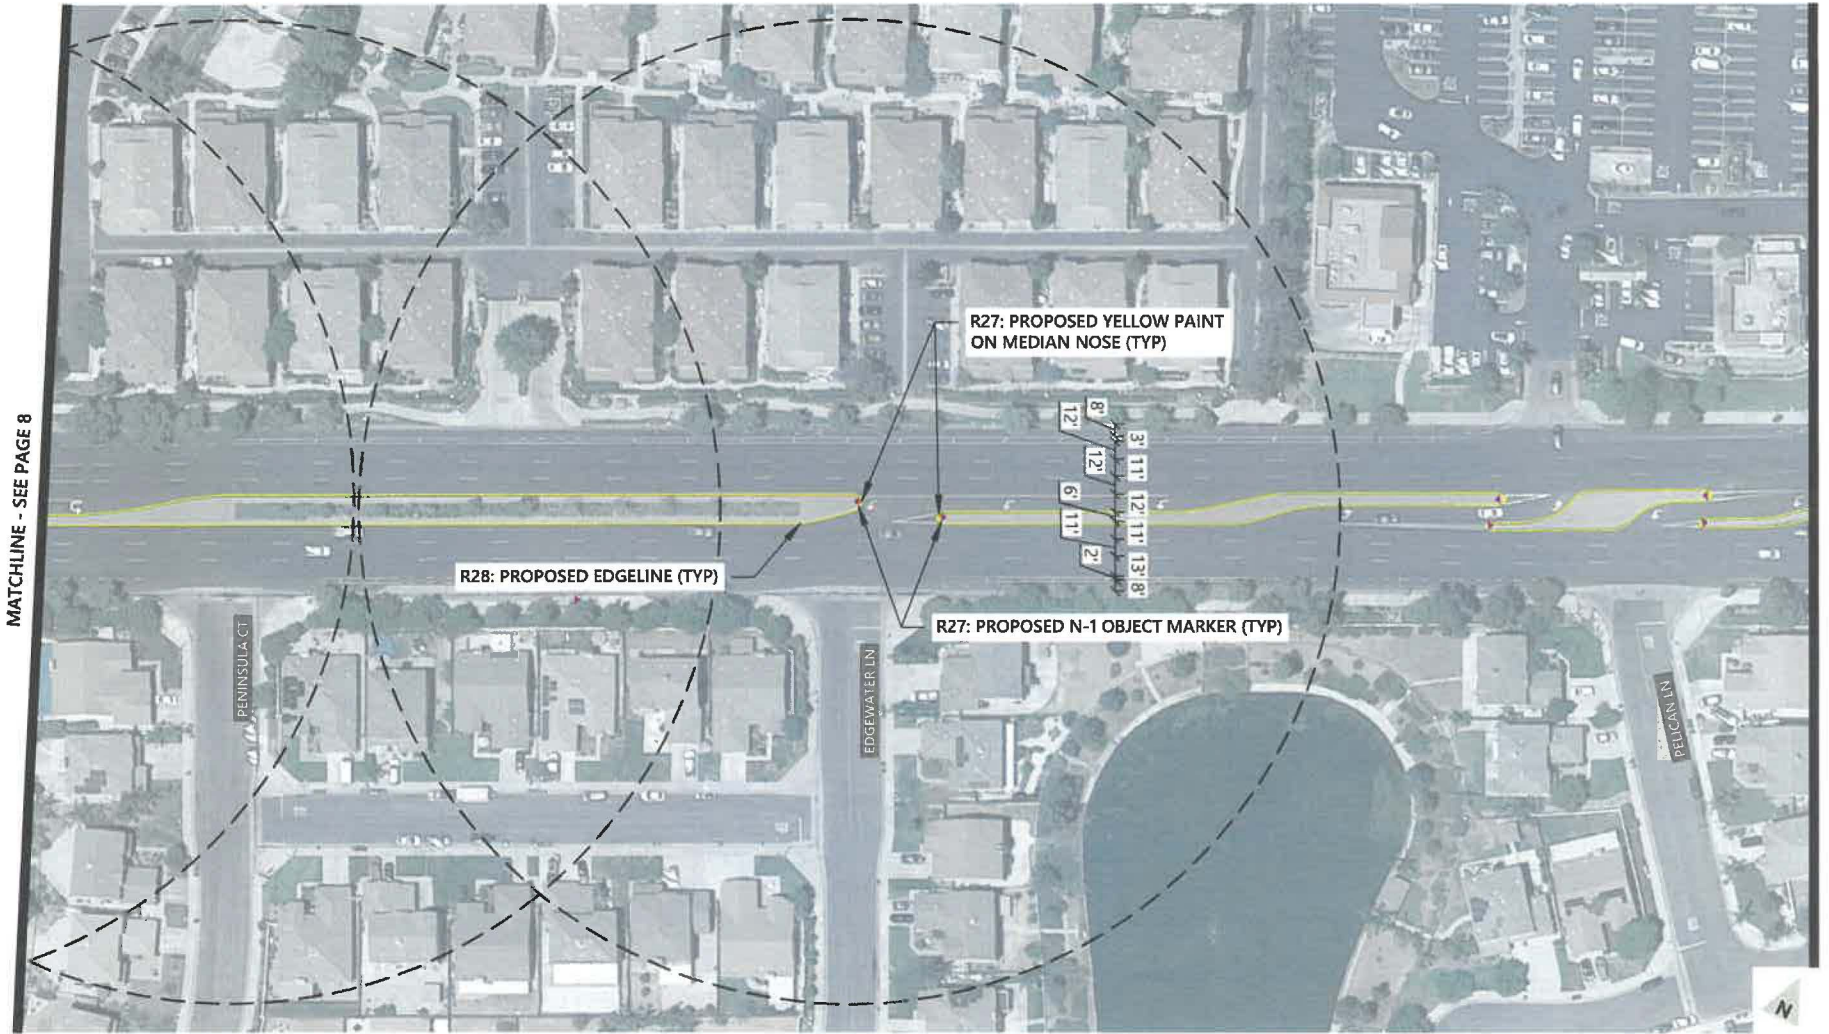 MATCHLINE - SEE PAGE 8
R27: PROPOSED YELLOW PAINT
ON MEDIAN NOSE (TYP)
8'
12'
3'
12'
11'
6'
12'
11'
11'
2'
13'
8'
R28: PROPOSED EDGELINE (TYP)
R27: PROPOSED N-1 OBJECT MARKER (TYP)
PENINSULA CT
EDGEWATER LN
PELICAN LN
N